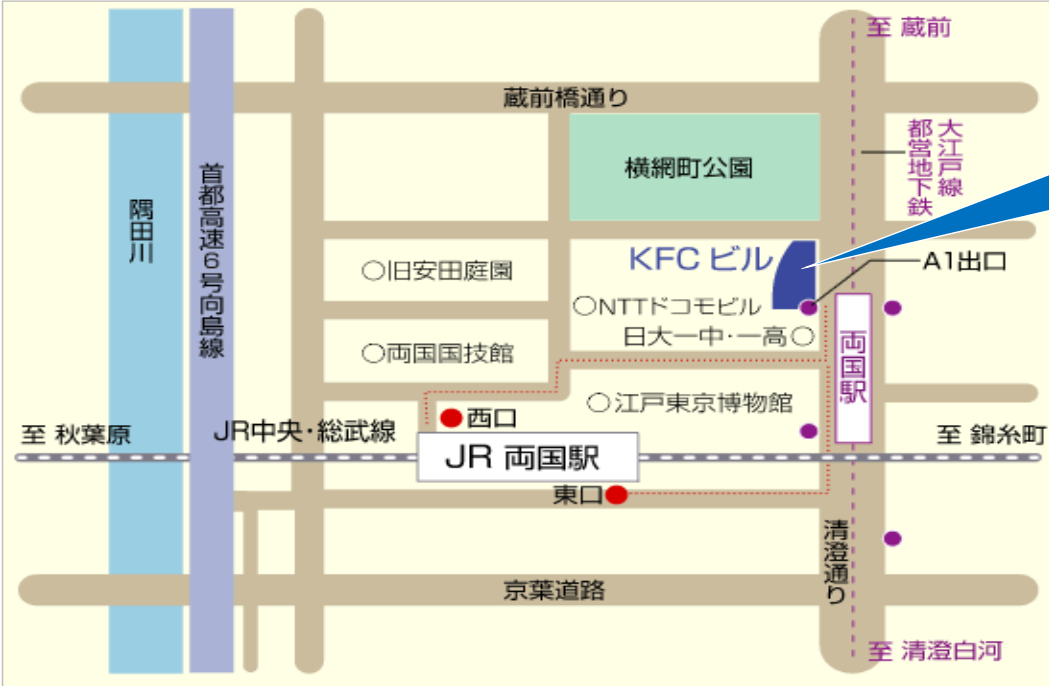 至 蔵前
蔵前橋通り
大江戸線
都営地下鉄
横網町公園
首都高速6号向島線
隅田川
KFC ビル
A1出口
○旧安田庭園
○NTTドコモビル
日大一中・一高○
両国駅
○両国国技館
○江戸東京博物館
西口
至 秋葉原
JR中央・総武線
至 錦糸町
JR 両国駅
東口
清澄通り
京葉道路
至 清澄白河